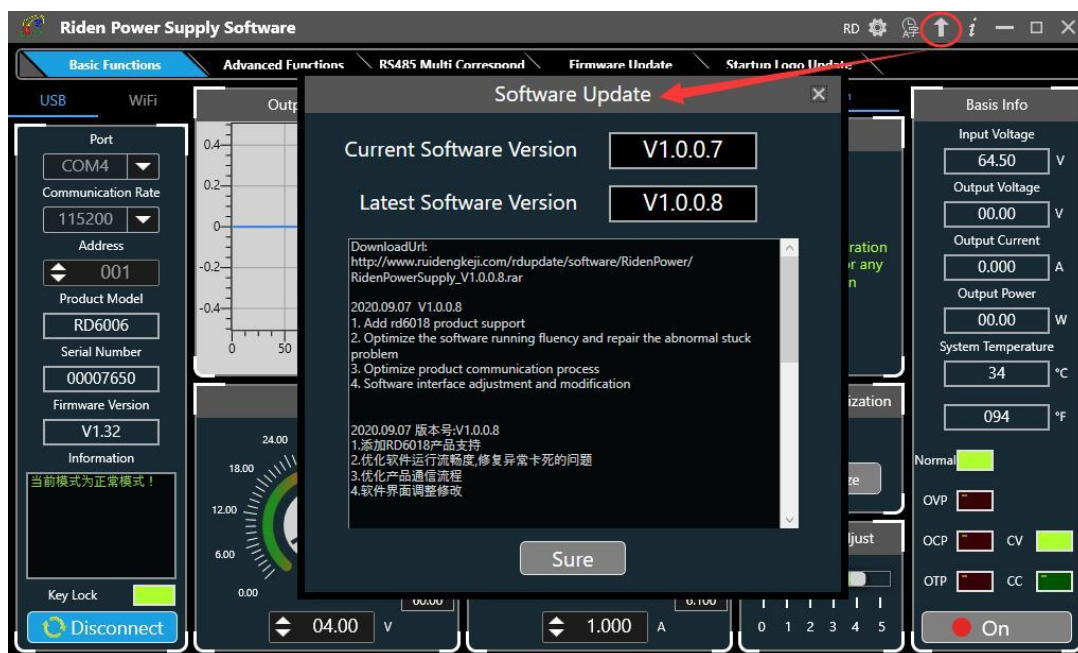 Riden Power Supply Software
RD
Basic Functions
Advanced Functions
RS485 Multi Correspond
Firmware Update
Startup Logo Update
USB
WiFi
Port
COM4
Communication Rate
115200
Address
001
Product Model
RD6006
Serial Number
00007650
Firmware Version
V1.32
Information
当前模式为正常模式！
Key Lock
Disconnect
Outp
0.4
0.2
0
-0.2
-0.4
0
50
24.00
18.00
12.00
6.00
0.00
60.00
04.00 V
Software Update
Current Software Version V1.0.0.7
Latest Software Version V1.0.0.8
DownloadUrl:
http://www.ruidengkeji.com/rdupdate/software/RidenPower/
RidenPowerSupply_V1.0.0.8.rar
2020.09.07 V1.0.0.8
1. Add rd6018 product support
2. Optimize the software running fluency and repair the abnormal stuck
problem
3. Optimize product communication process
4. Software interface adjustment and modification
2020.09.07 版本号:V1.0.0.8
1.添加RD6018产品支持
2.优化软件运行流畅度,修复异常卡死的问题
3.优化产品通信流程
4.软件界面调整修改
Sure
6.100
1.000 A
ration
or any
n
ization
ze
ljust
0 1 2 3 4 5
Basis Info
Input Voltage
64.50 V
Output Voltage
00.00 V
Output Current
0.000 A
Output Power
00.00 W
System Temperature
34 °C
094 °F
Normal
OVP
OCP
CV
OTP
CC
On